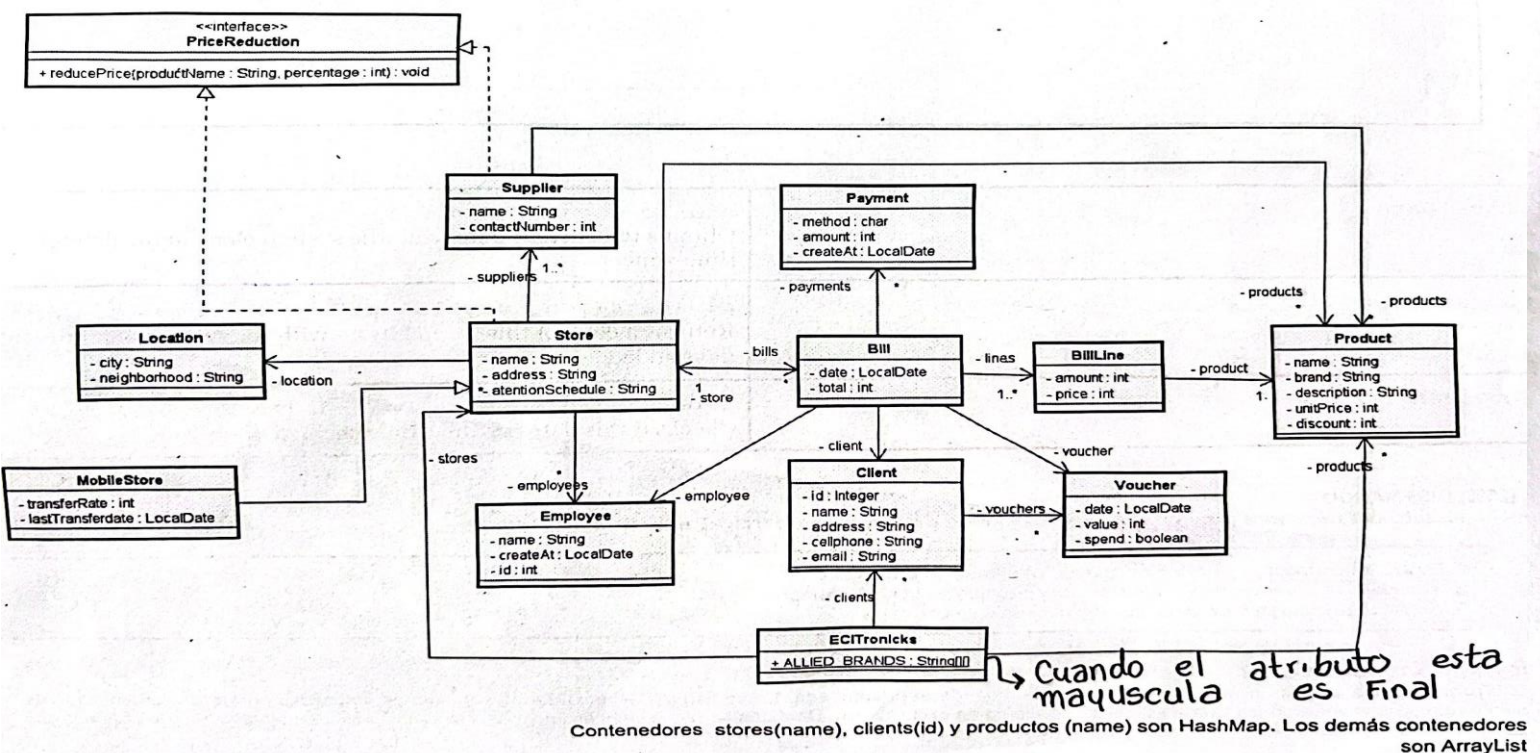 <<interface>>
PriceReduction
+ reducePrice(productName : String, percentage : int) : void
Supplier
- name : String
- contactNumber : int
- suppliers
1..*
Payment
- method : char
- amount : int
- createAt : LocalDate
- payments
*
- products
*
- products
*
Location
- city : String
- neighborhood : String
- location
Store
- name : String
- address : String
- atentionSchedule : String
- bills
*
1
- store
Bill
- date : LocalDate
- total : int
- lines
1..*
BillLine
- amount : int
- price : int
- product
1..
Product
- name : String
- brand : String
- description : String
- unitPrice : int
- discount : int
*
- products
MobileStore
- transferRate : int
- lastTransferdate : LocalDate
*
- stores
*
- employees
- employee
Employee
- name : String
- createAt : LocalDate
- id : int
- client
Client
- id : Integer
- name : String
- address : String
- cellphone : String
- email : String
- vouchers
*
- voucher
Voucher
- date : LocalDate
- value : int
- spend : boolean
*
- clients
ECITronicks
+ ALLIED_BRANDS : String[]
Cuando el atributo esta
mayuscula es Final
Contenedores stores(name), clients(id) y productos (name) son HashMap. Los demás contenedores
son ArrayList